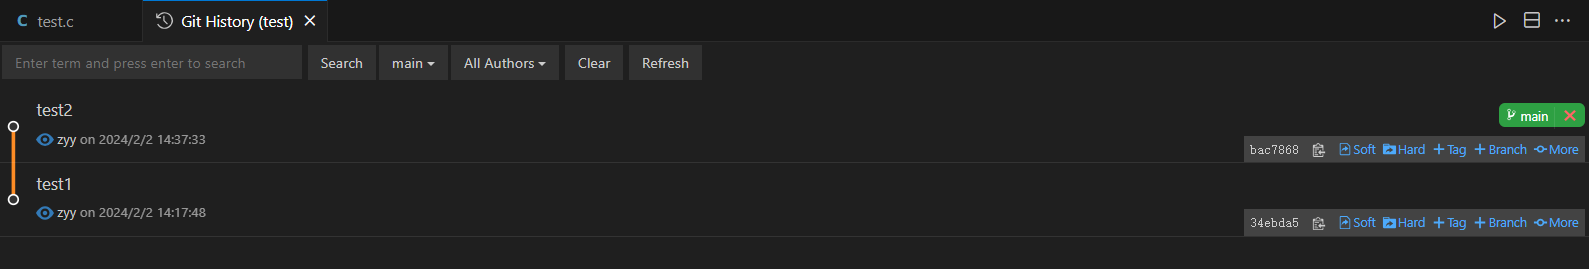 C test.c Git History (test) ×
Enter term and press enter to search Search main All Authors Clear Refresh
test2
main ×
zyy on 2024/2/2 14:37:33
bac7868 Soft Hard +Tag +Branch More
test1
zyy on 2024/2/2 14:17:48
34ebda5 Soft Hard +Tag +Branch More